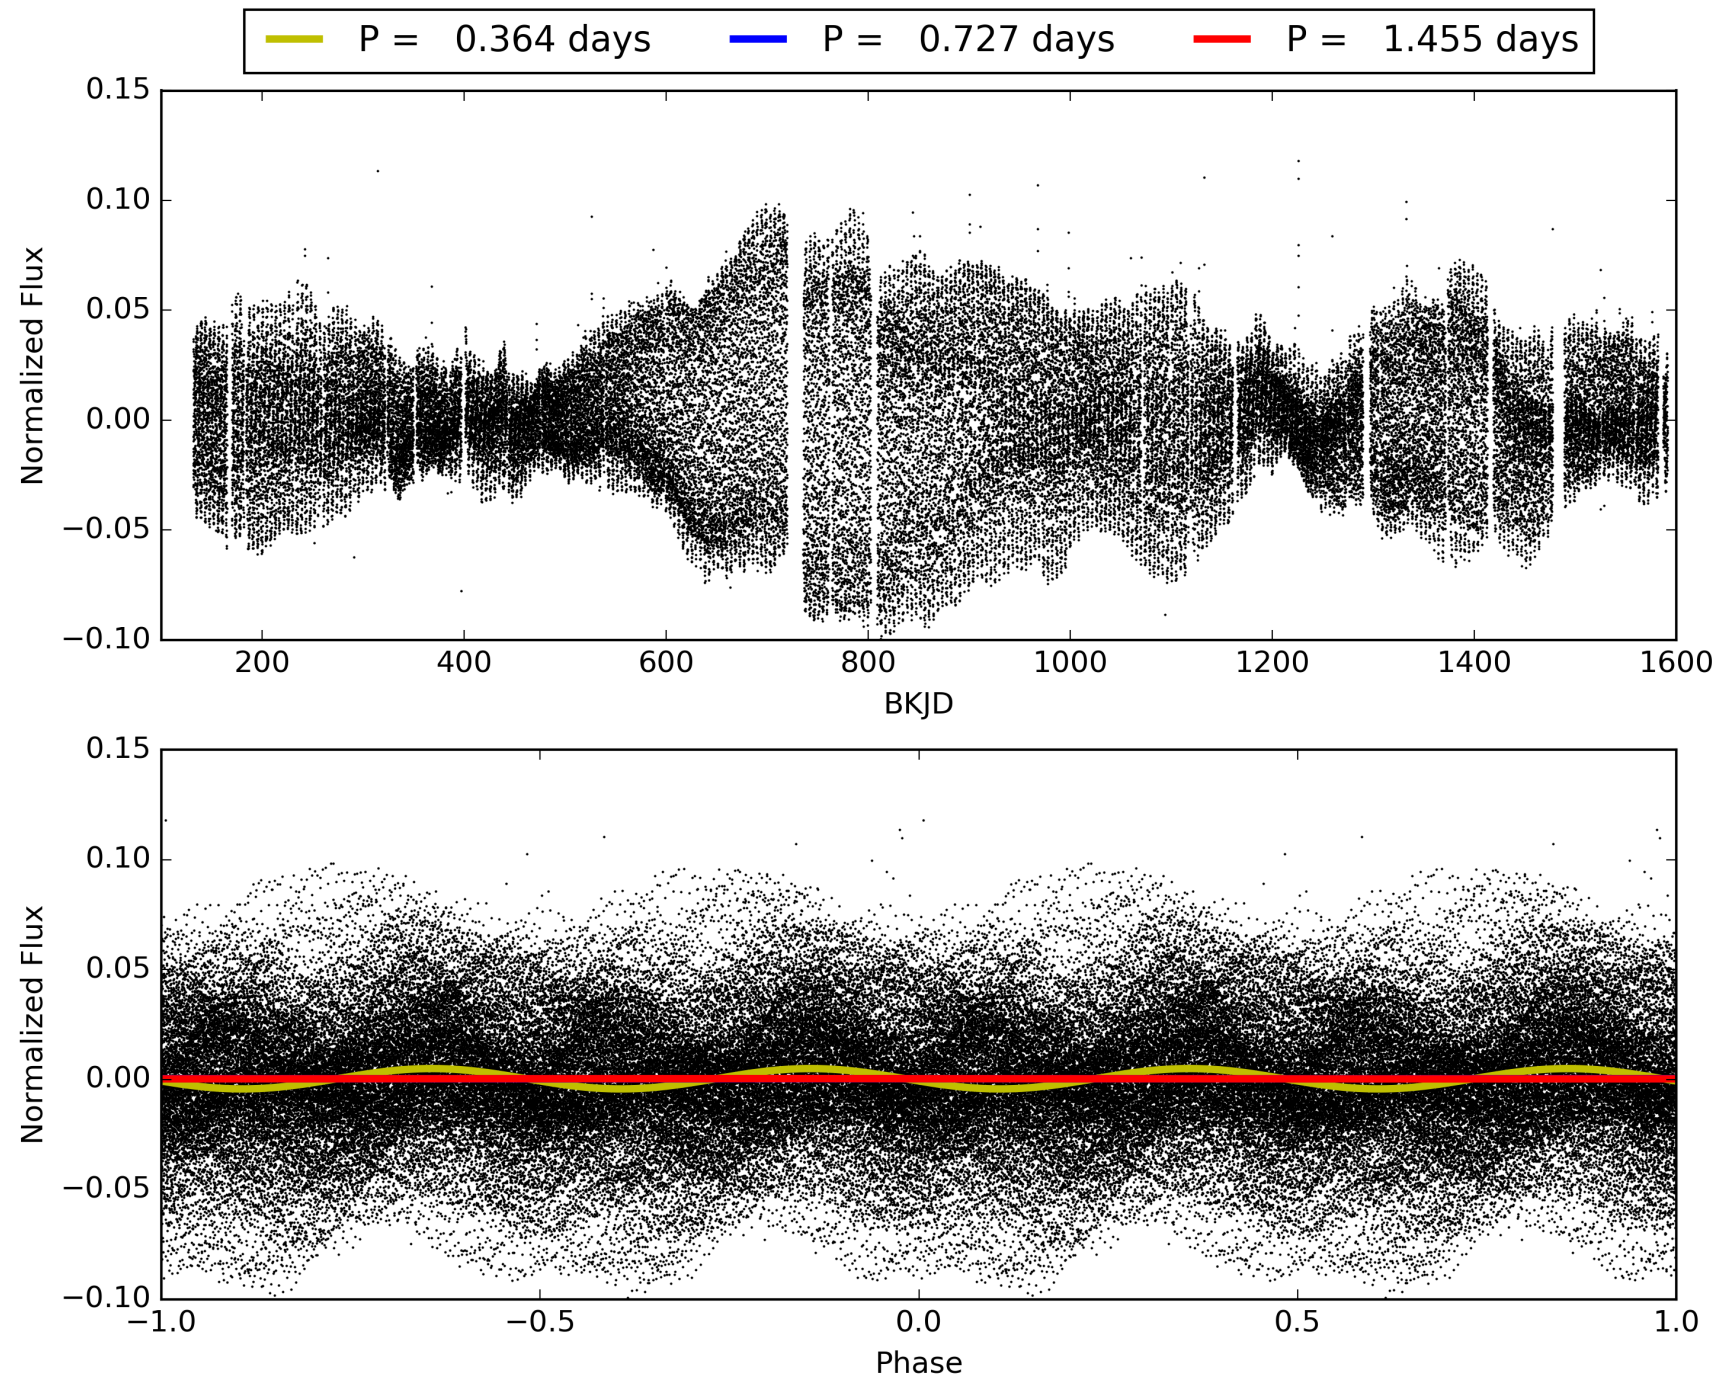 P = 0.364 days P = 0.727 days P = 1.455 days
0.15
0.10
0.05
0.00
−0.05
−0.10
Normalized Flux
200 400 600 800 1000 1200 1400 1600
BKJD
0.15
0.10
0.05
0.00
−0.05
−0.10
Normalized Flux
−1.0 −0.5 0.0 0.5 1.0
Phase